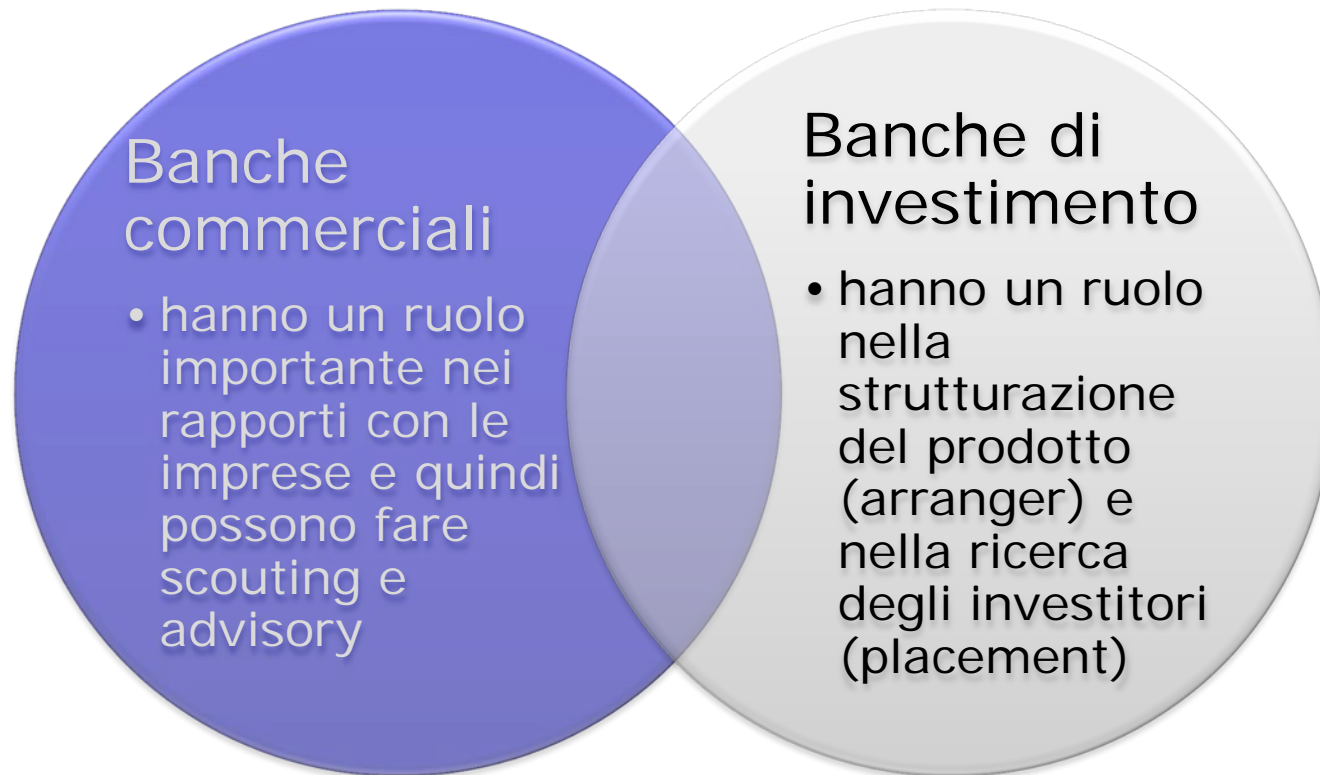 Banche
commerciali
• hanno un ruolo
importante nei
rapporti con le
imprese e quindi
possono fare
scouting e
advisory
Banche di
investimento
• hanno un ruolo
nella
strutturazione
del prodotto
(arranger) e
nella ricerca
degli investitori
(placement)